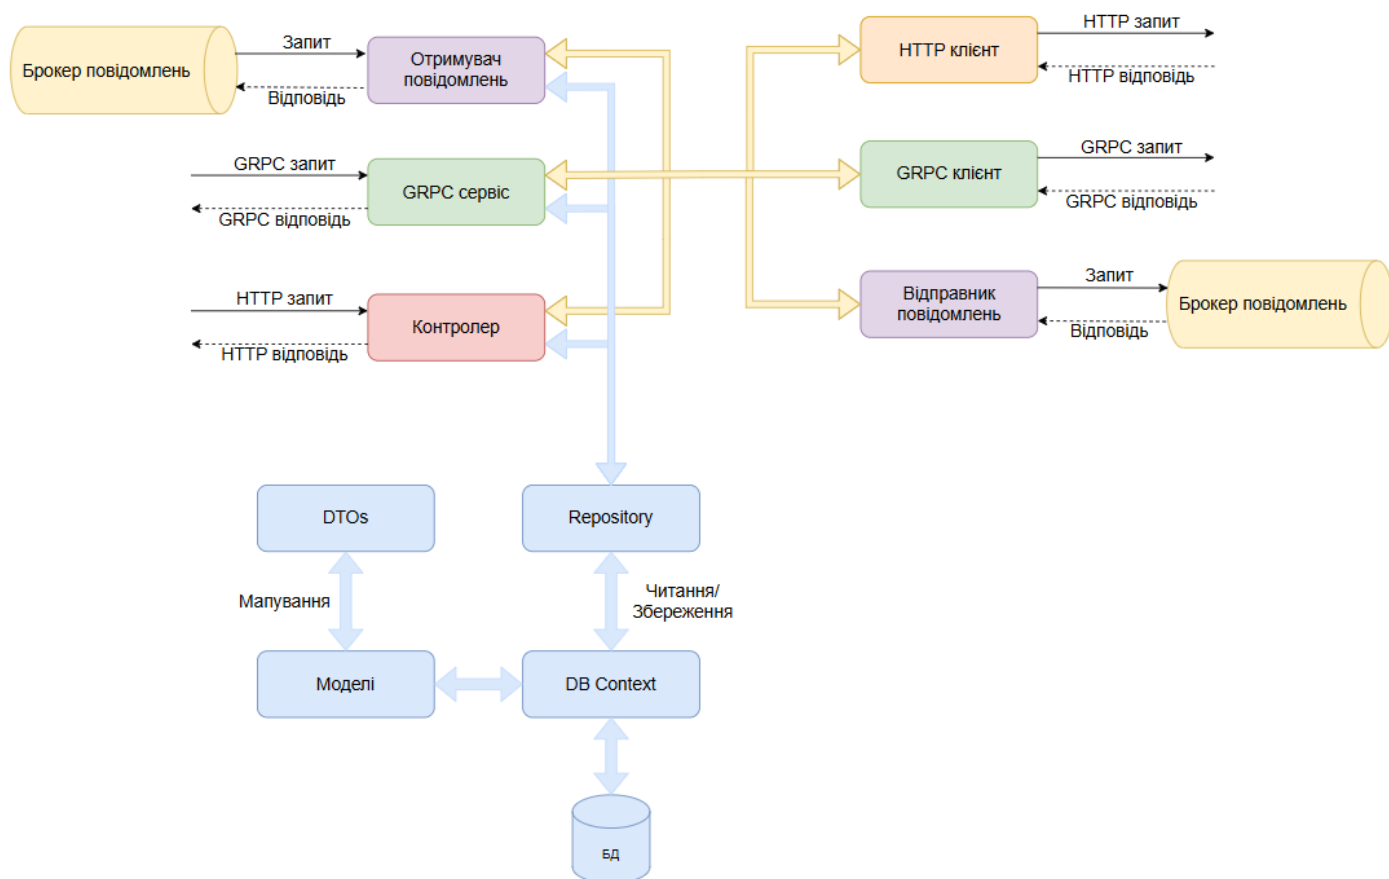 Брокер повідомлень
Запит
Відповідь
Отримувач
повідомлень
HTTP клієнт
HTTP запит
HTTP відповідь
GRPC запит
GRPC відповідь
GRPC сервіс
GRPC клієнт
GRPC запит
GRPC відповідь
HTTP запит
HTTP відповідь
Контролер
Відправник
повідомлень
Запит
Відповідь
Брокер повідомлень
DTOs
Repository
Мапування
Читання/
Збереження
Моделі
DB Context
БД